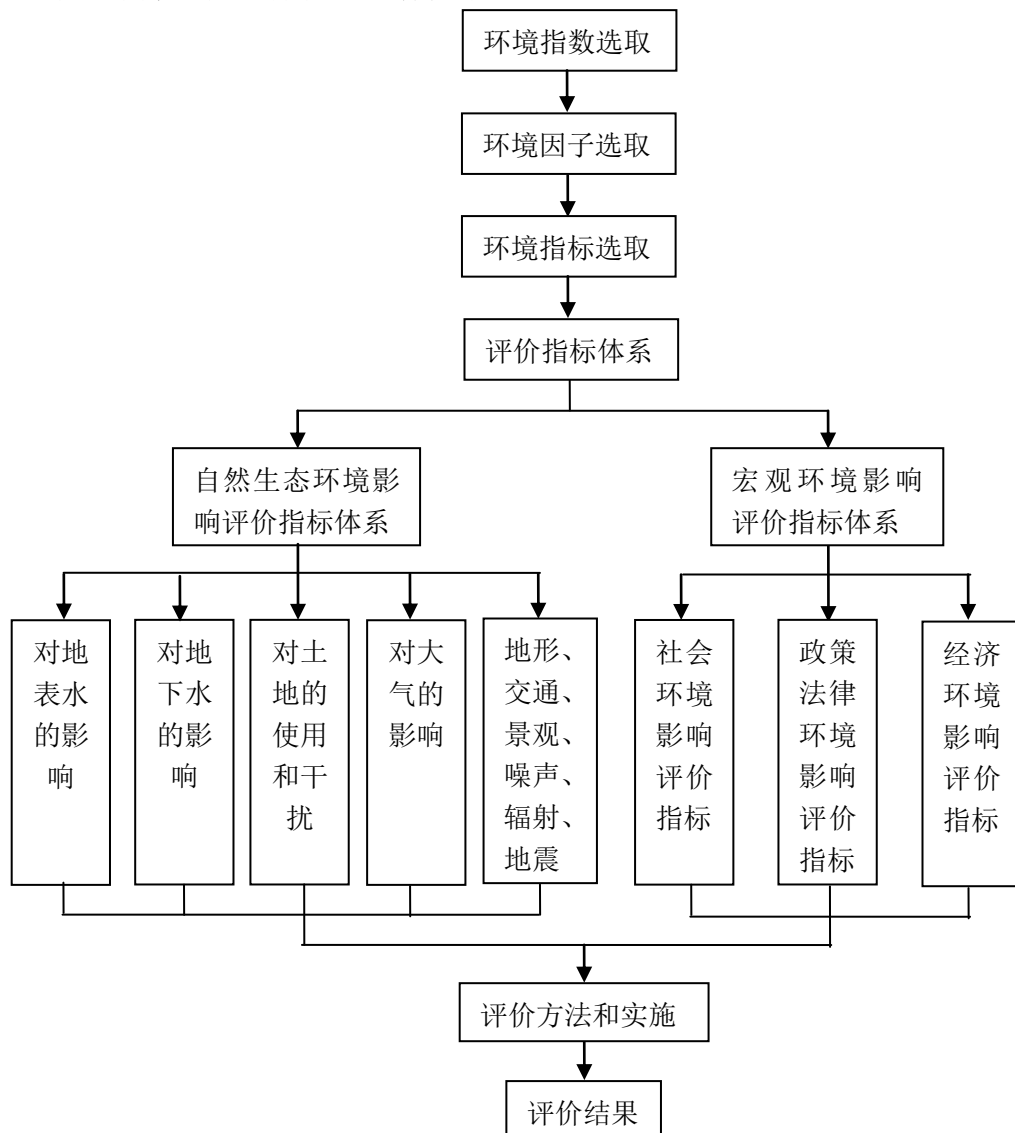 环境指数选取
环境因子选取
环境指标选取
评价指标体系
自然生态环境影
响评价指标体系
宏观环境影响
评价指标体系
对地
表水
的影
响
对地
下水
的影
响
对土
地的
使用
和干
扰
对大
气的
影响
地形、
交通、
景观、
噪声、
辐射、
地震
社会
环境
影响
评价
指标
政策
法律
环境
影响
评价
指标
经济
环境
影响
评价
指标
评价方法和实施
评价结果